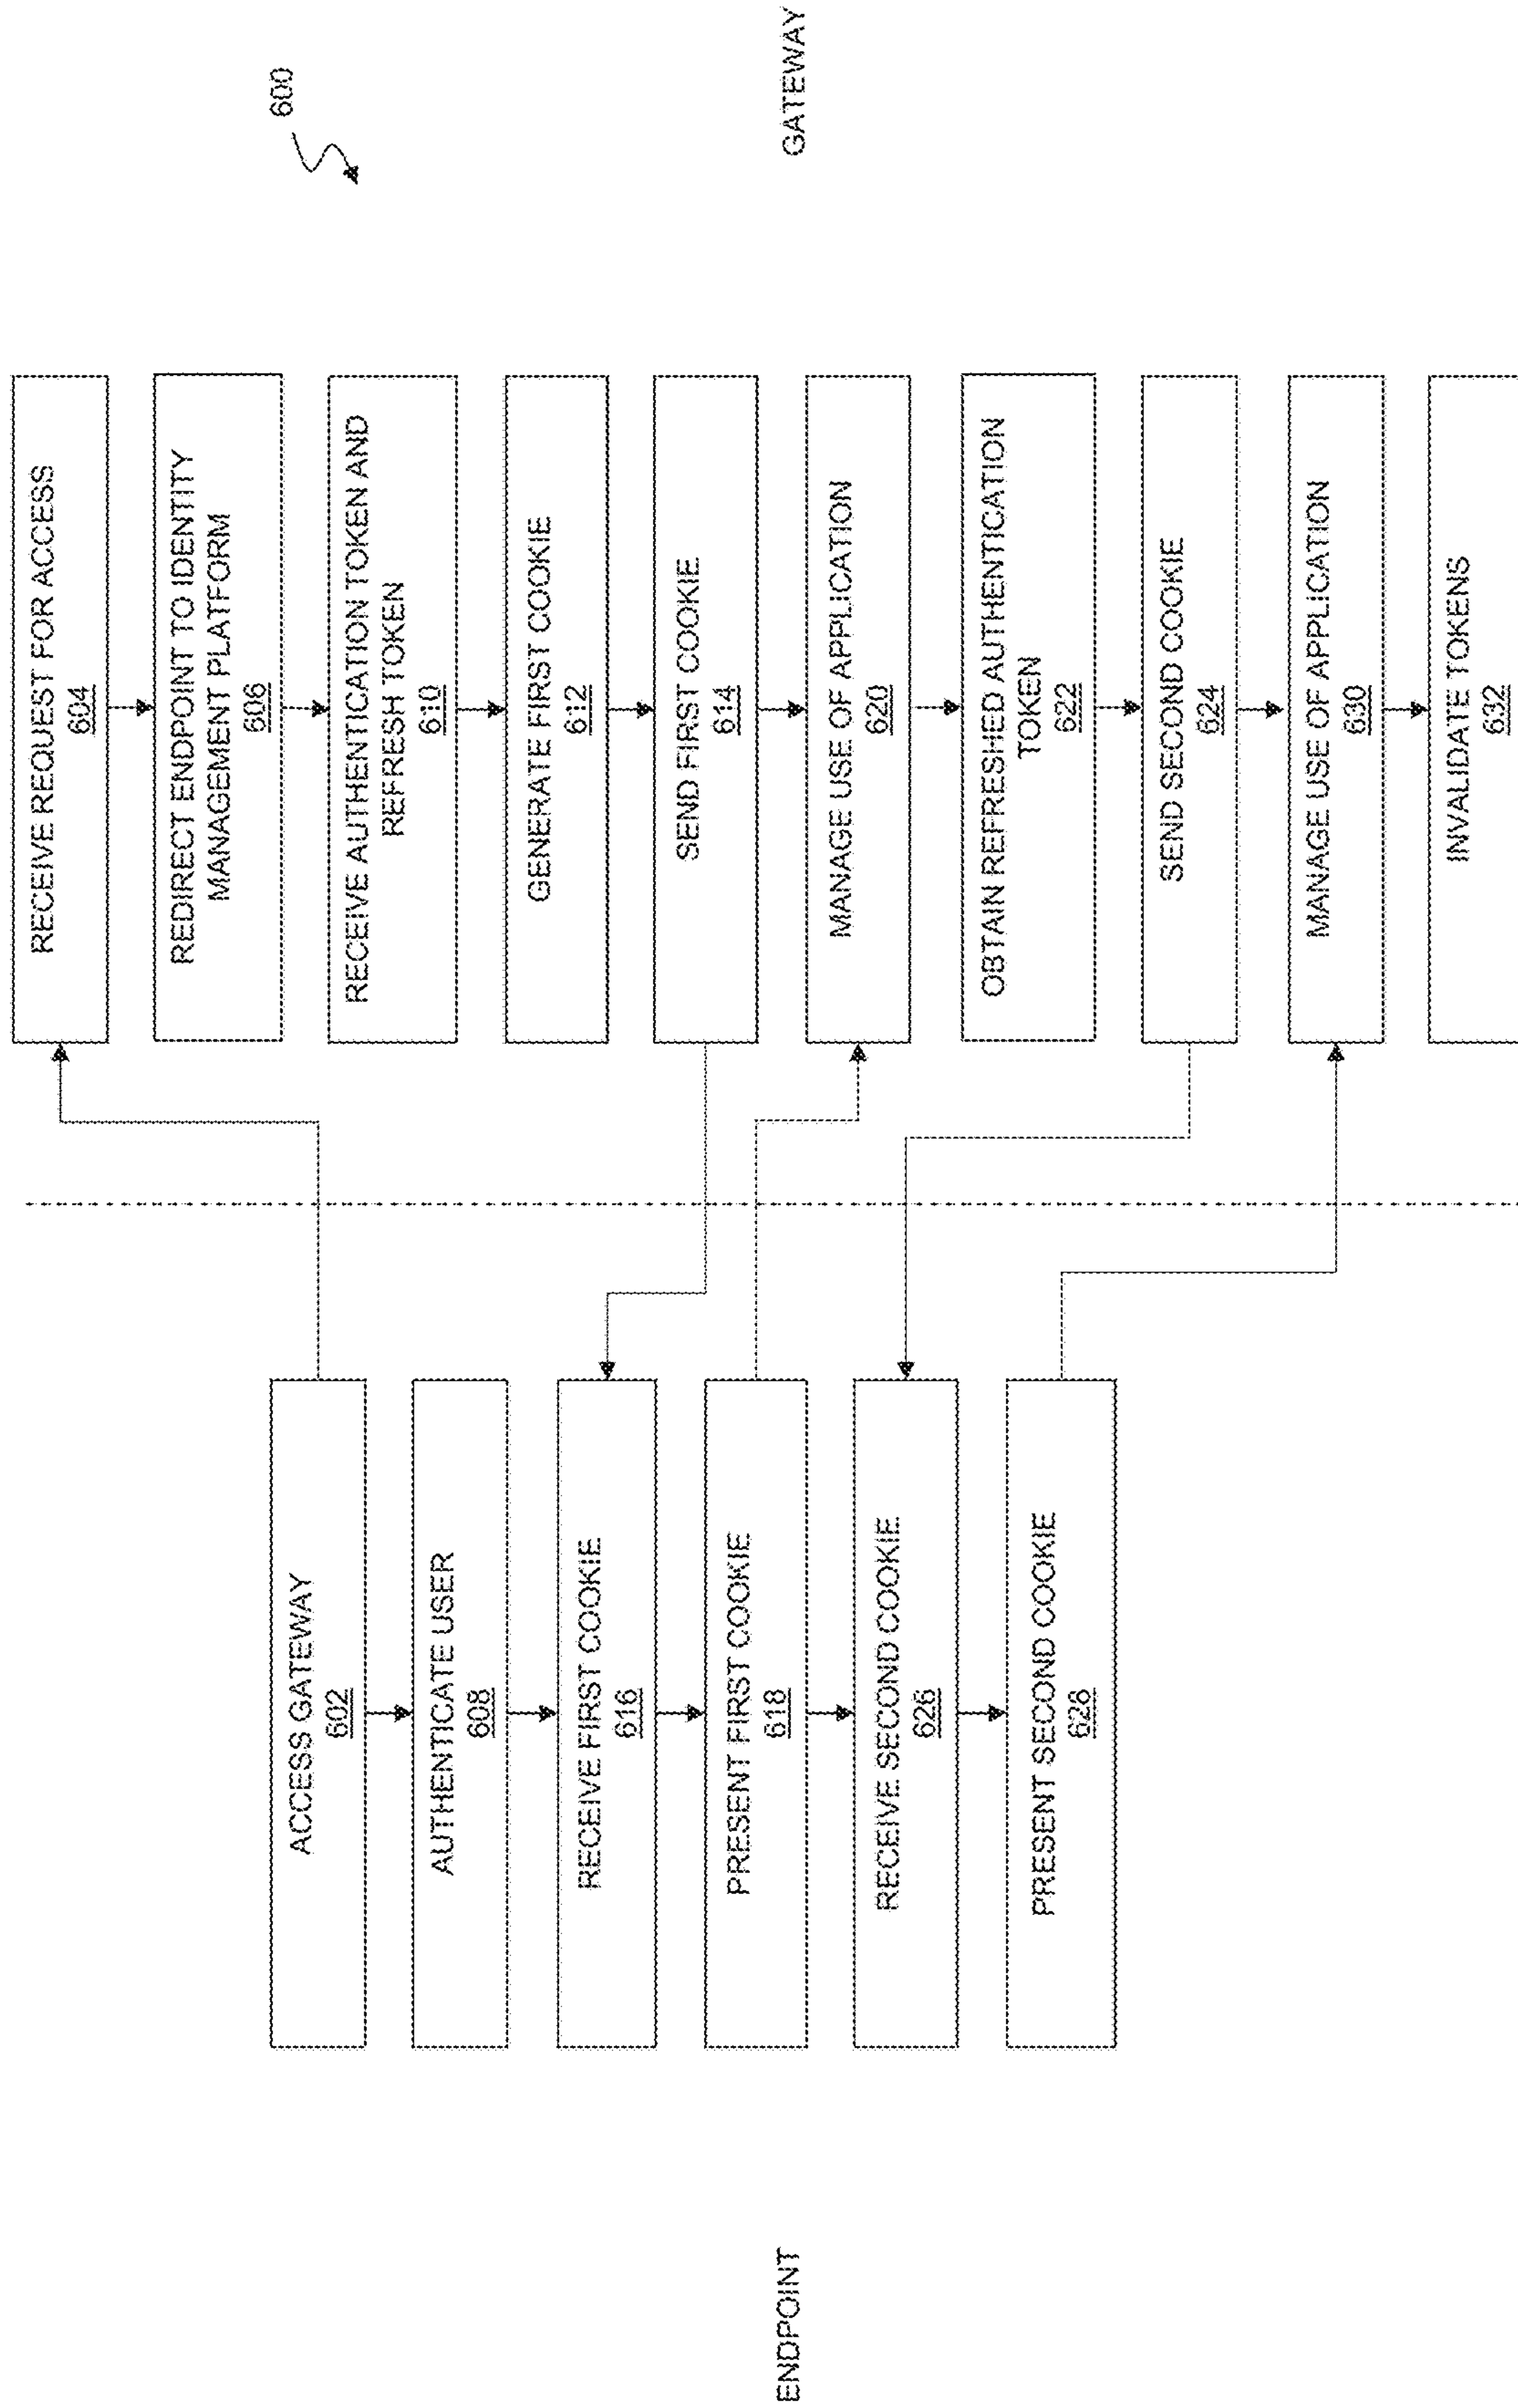 600
ENDPOINT
GATEWAY
ACCESS GATEWAY
602
AUTHENTICATE USER
608
RECEIVE FIRST COOKIE
616
PRESENT FIRST COOKIE
618
RECEIVE SECOND COOKIE
626
PRESENT SECOND COOKIE
628
RECEIVE REQUEST FOR ACCESS
604
REDIRECT ENDPOINT TO IDENTITY
MANAGEMENT PLATFORM
606
RECEIVE AUTHENTICATION TOKEN AND
REFRESH TOKEN
610
GENERATE FIRST COOKIE
612
SEND FIRST COOKIE
614
MANAGE USE OF APPLICATION
620
OBTAIN REFRESHED AUTHENTICATION
TOKEN
622
SEND SECOND COOKIE
624
MANAGE USE OF APPLICATION
630
INVALIDATE TOKENS
632